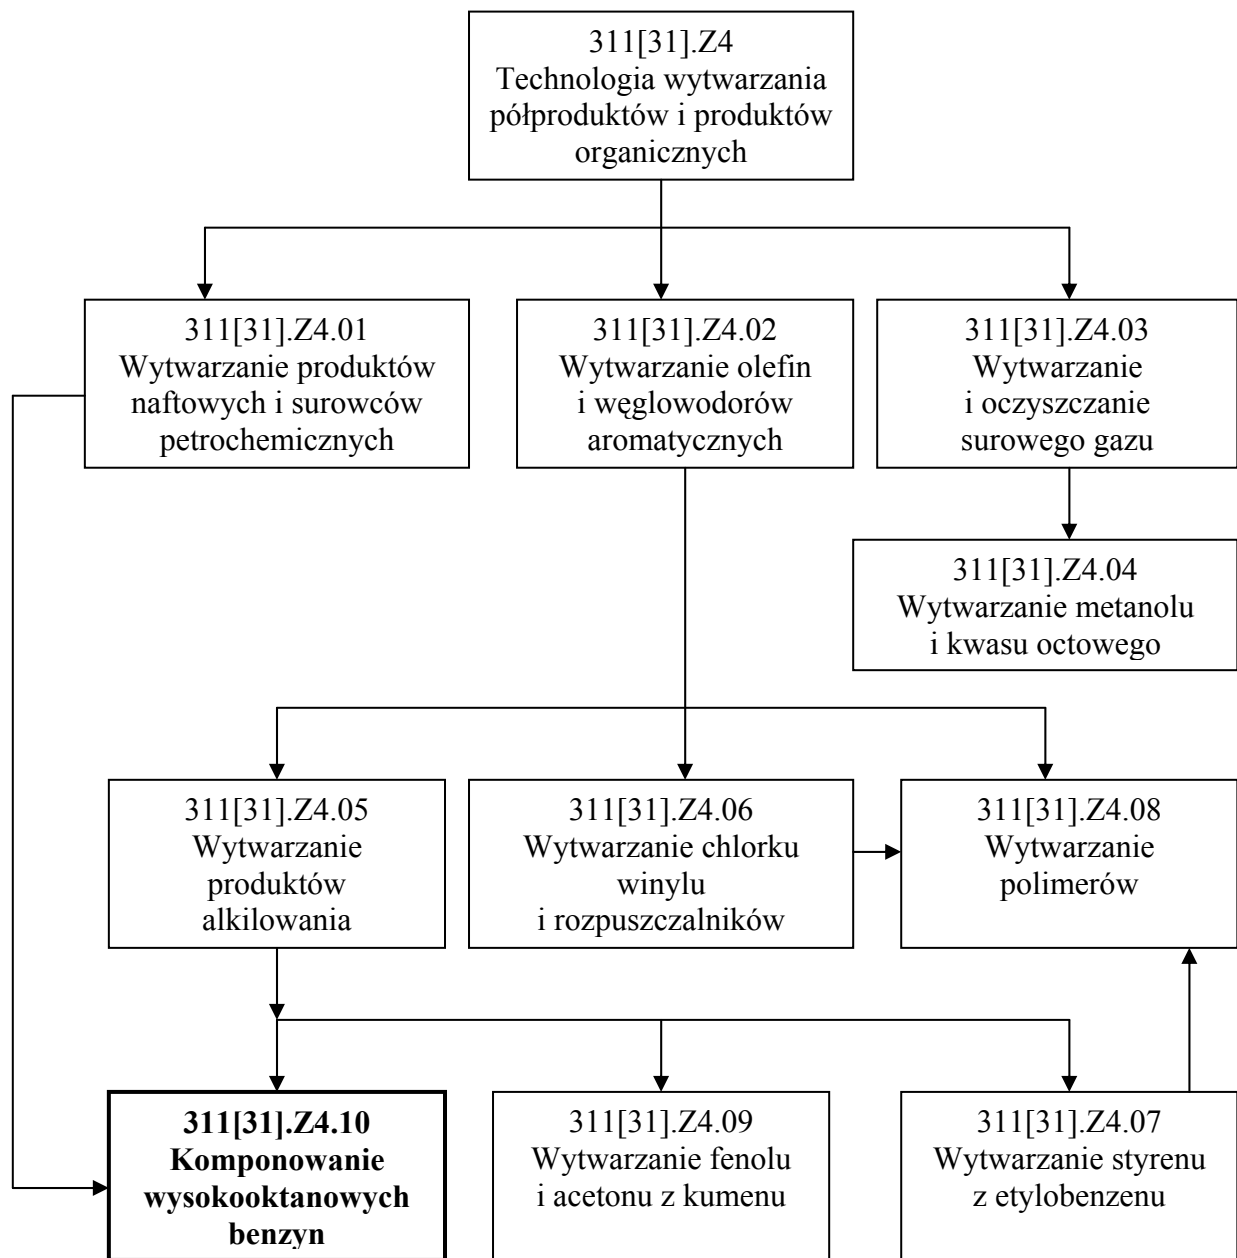 311[31].Z4
Technologia wytwarzania
półproduktów i produktów
organicznych
311[31].Z4.01
Wytwarzanie produktów
naftowych i surowców
petrochemicznych
311[31].Z4.02
Wytwarzanie olefin
i węglowodorów
aromatycznych
311[31].Z4.03
Wytwarzanie
i oczyszczanie
surowego gazu
311[31].Z4.04
Wytwarzanie metanolu
i kwasu octowego
311[31].Z4.05
Wytwarzanie
produktów
alkilowania
311[31].Z4.06
Wytwarzanie chlorku
winylu
i rozpuszczalników
311[31].Z4.08
Wytwarzanie
polimerów
311[31].Z4.10
Komponowanie
wysokooktanowych
benzyn
311[31].Z4.09
Wytwarzanie fenolu
i acetonu z kumenu
311[31].Z4.07
Wytwarzanie styrenu
z etylobenzenu